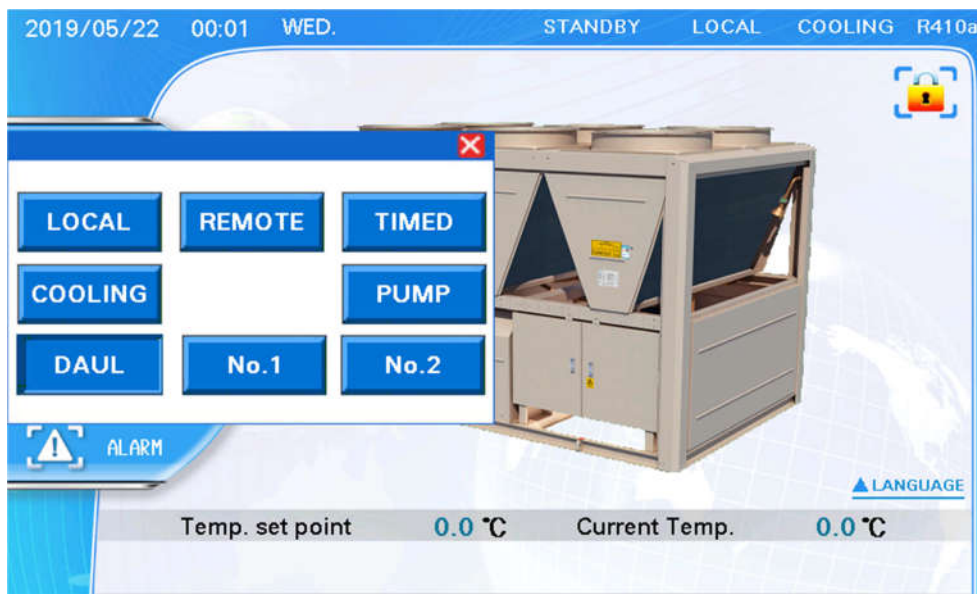 2019/05/22 00:01 WED. STANDBY LOCAL COOLING R410a
LOCAL REMOTE TIMED
COOLING PUMP
DAUL No.1 No.2
ALARM
LANGUAGE
Temp. set point 0.0 ℃ Current Temp. 0.0 ℃